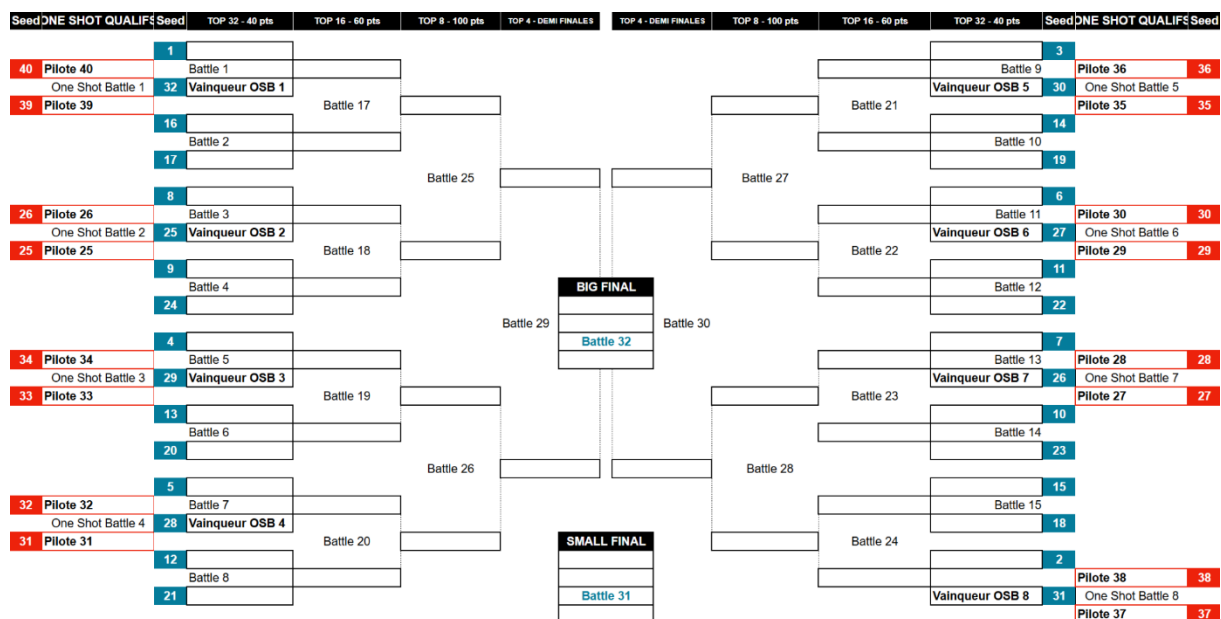 Seed ONE SHOT QUALIFS Seed TOP 32 - 40 pts TOP 16 - 60 pts TOP 8 - 100 pts TOP 4 - DEMI FINALES TOP 4 - DEMI FINALES TOP 8 - 100 pts TOP 16 - 60 pts TOP 32 - 40 pts Seed ONE SHOT QUALIFS Seed
1 3
40 Pilote 40 Battle 1 Battle 9 Pilote 36 36
One Shot Battle 1 32 Vainqueur OSB 1 Vainqueur OSB 5 30 One Shot Battle 5
39 Pilote 39 Battle 17 Battle 21 Pilote 35 35
16 14
Battle 2 Battle 10
17 19
Battle 25 Battle 27
8 6
26 Pilote 26 Battle 3 Battle 11 Pilote 30 30
One Shot Battle 2 25 Vainqueur OSB 2 Vainqueur OSB 6 27 One Shot Battle 6
25 Pilote 25 Battle 18 Battle 22 Pilote 29 29
9 11
Battle 4 BIG FINAL Battle 12
24 22
Battle 29 Battle 30
4 Battle 32 7
34 Pilote 34 Battle 5 Battle 13 Pilote 28 28
One Shot Battle 3 29 Vainqueur OSB 3 Vainqueur OSB 7 26 One Shot Battle 7
33 Pilote 33 Battle 19 Battle 23 Pilote 27 27
13 10
Battle 6 Battle 14
20 23
Battle 26 Battle 28
5 15
32 Pilote 32 Battle 7 Battle 15
One Shot Battle 4 28 Vainqueur OSB 4 18
31 Pilote 31 Battle 20 SMALL FINAL Battle 24
12 2
Battle 8 Pilote 38 38
21 Battle 31 Vainqueur OSB 8 31 One Shot Battle 8
Pilote 37 37